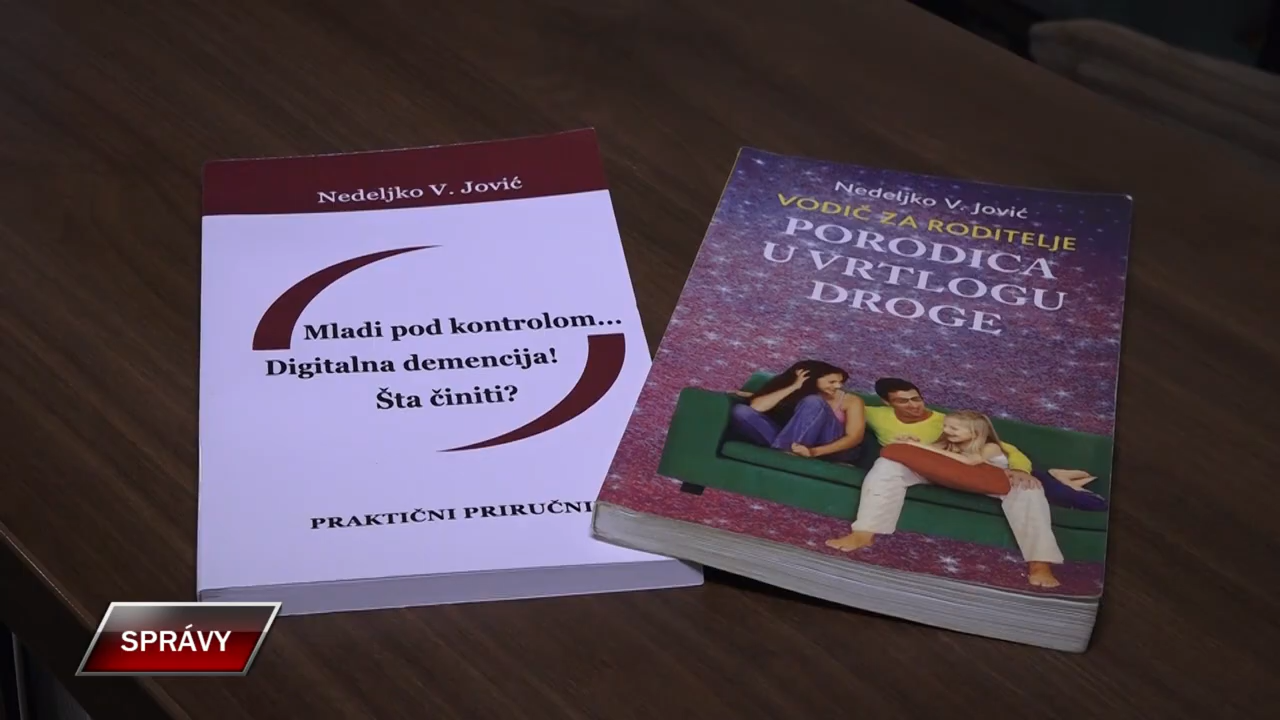 Nedeljko V. Jović
Mladi pod kontrolom...
Digitalna demencija!
Šta činiti?
PRAKTIČNI PRIRUČNI
Nedeljko V. Jović
VODIČ ZA RODITELJE
PORODICA
U VRTLOGU
DROGE
SPRÁVY